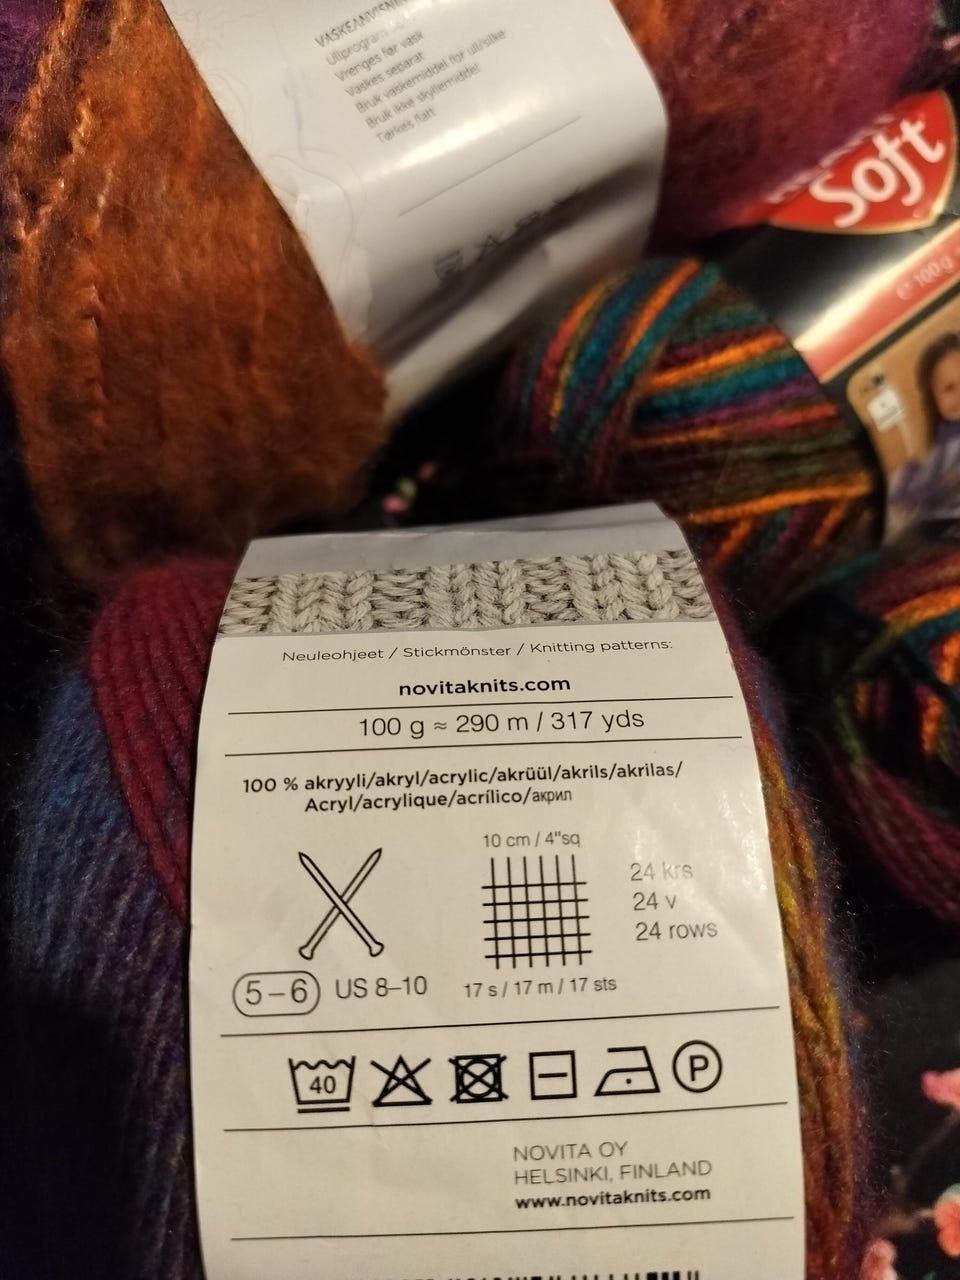 VASKEANVISNING
Ullprogram
Vrenges før vask
Vaskes separat
Bruk vaskemiddel for ull/silke
Bruk ikke skyllemiddel
Tørkes flatt
Soft
100 g
Neuleohjeet / Stickmönster / Knitting patterns:
novitaknits.com
100 g ≈ 290 m / 317 yds
100 % akryyli/akryl/acrylic/akrüül/akrils/akrilas/
Acryl/acrylique/acrílico/акрил
10 cm / 4"sq
24 krs
24 v
24 rows
5–6 US 8–10
17 s / 17 m / 17 sts
40
P
NOVITA OY
HELSINKI, FINLAND
www.novitaknits.com